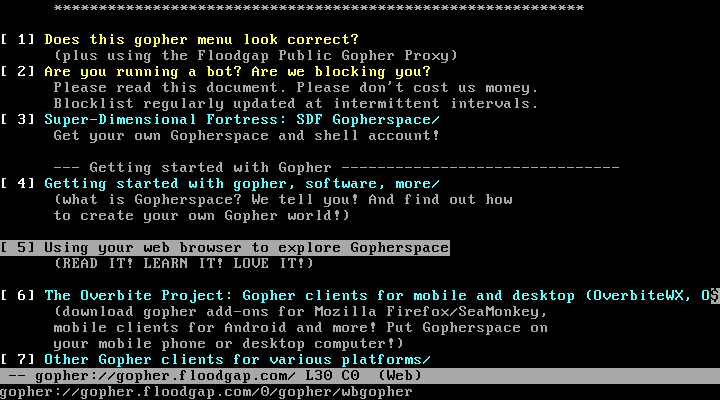 ************************************************************
[ 1] Does this gopher menu look correct?
(plus using the Floodgap Public Gopher Proxy)
[ 2] Are you running a bot? Are we blocking you?
Please read this document. Please don't cost us money.
Blocklist regularly updated at intermittent intervals.
[ 3] Super-Dimensional Fortress: SDF Gopherspace/
Get your own Gopherspace and shell account!
--- Getting started with Gopher ------------------------------
[ 4] Getting started with gopher, software, more/
(what is Gopherspace? We tell you! And find out how
to create your own Gopher world!)
[ 5] Using your web browser to explore Gopherspace
(READ IT! LEARN IT! LOVE IT!)
[ 6] The Overbite Project: Gopher clients for mobile and desktop (OverbiteWX, O$
(download gopher add-ons for Mozilla Firefox/SeaMonkey,
mobile clients for Android and more! Put Gopherspace on
your mobile phone or desktop computer!)
[ 7] Other Gopher clients for various platforms/
-- gopher://gopher.floodgap.com/ L30 C0 (Web)
gopher://gopher.floodgap.com/0/gopher/wbgopher